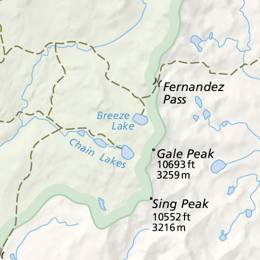 Fernandez
Pass
Breeze
Lake
Chain Lakes
Gale Peak
10693 ft
3259 m
Sing Peak
10552 ft
3216 m